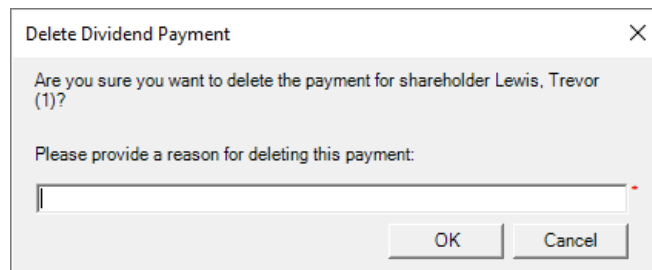 Delete Dividend Payment
Are you sure you want to delete the payment for shareholder Lewis, Trevor
(1)?
Please provide a reason for deleting this payment:
*
OK Cancel